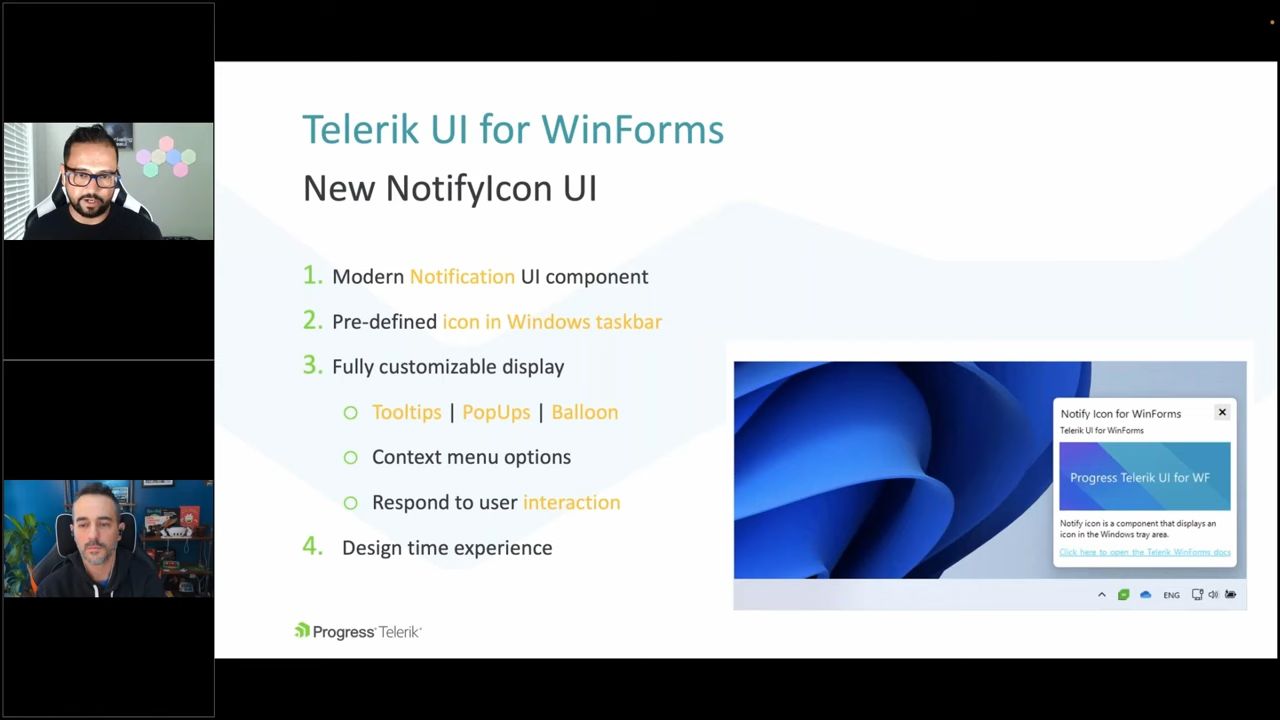 Telerik UI for WinForms
New NotifyIcon UI
1. Modern Notification UI component
2. Pre-defined icon in Windows taskbar
3. Fully customizable display
Tooltips | PopUps | Balloon
Context menu options
Respond to user interaction
4. Design time experience
Notify Icon for WinForms
Telerik UI for WinForms
Progress Telerik UI for WF
Notify icon is a component that displays an
icon in the Windows tray area.
Click here to open the Telerik WinForms docs
ENG
Progress Telerik